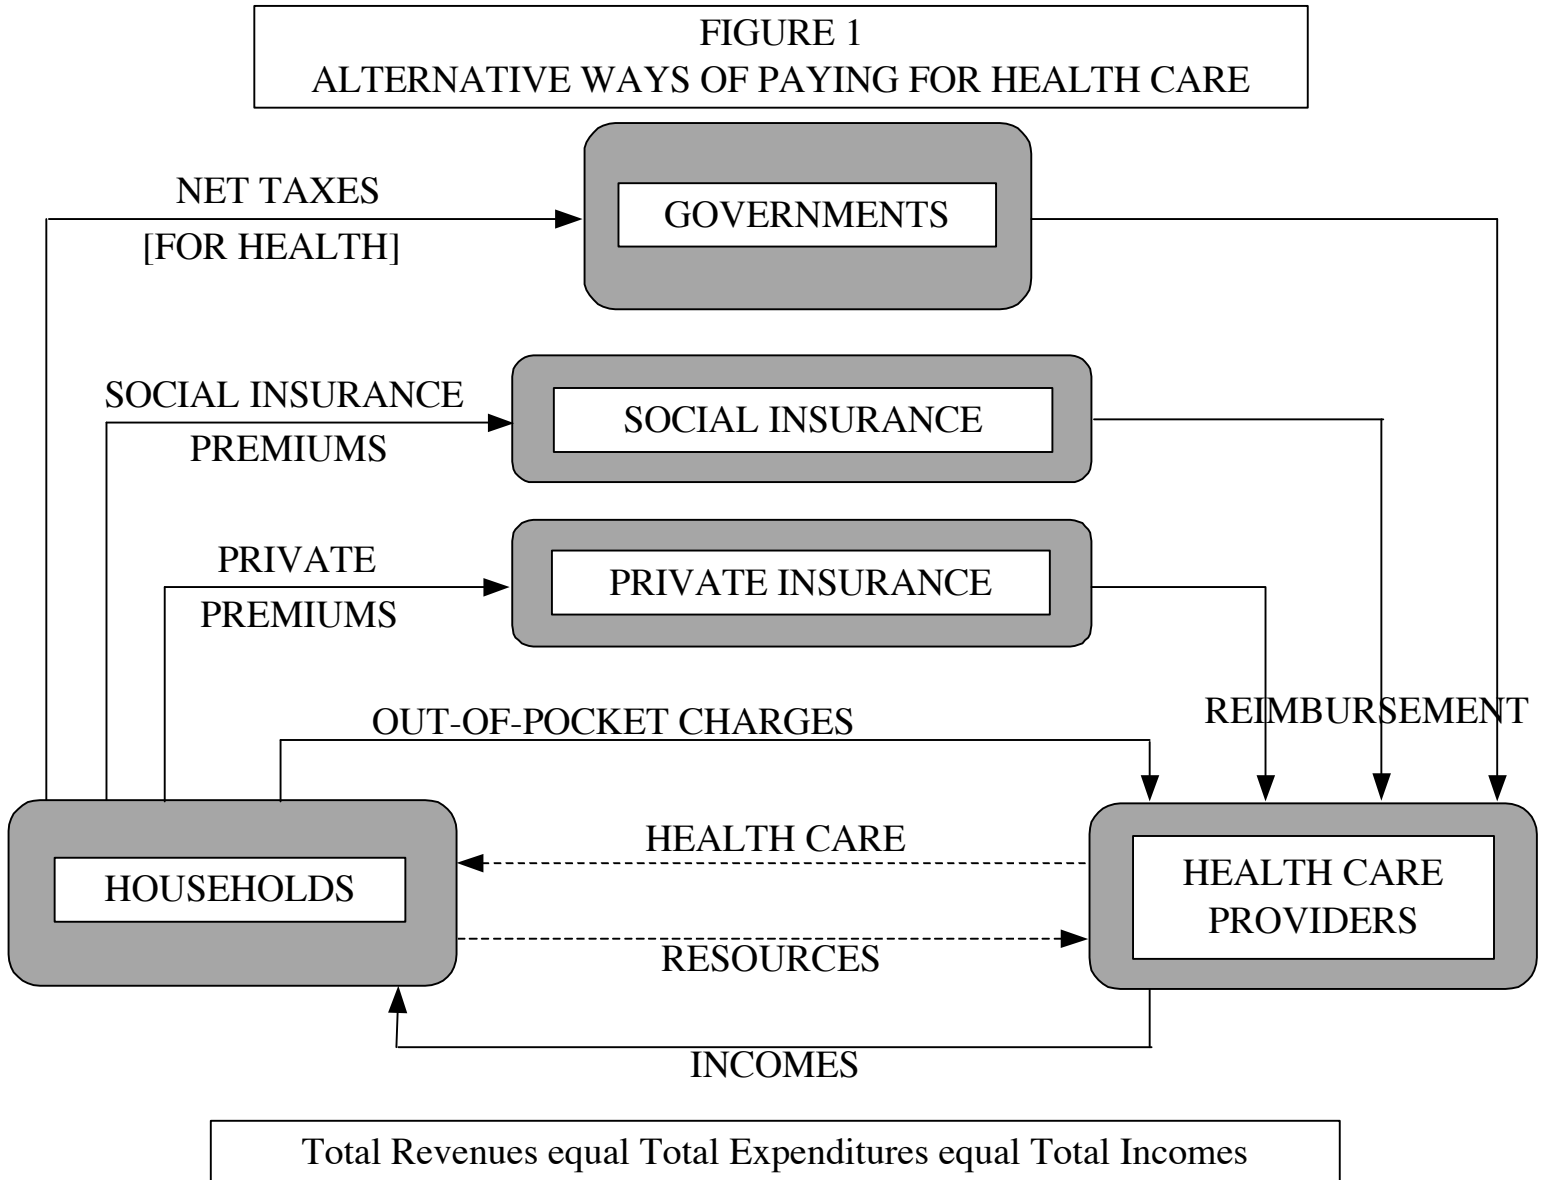 FIGURE 1
ALTERNATIVE WAYS OF PAYING FOR HEALTH CARE
NET TAXES
[FOR HEALTH]
GOVERNMENTS
SOCIAL INSURANCE
PREMIUMS
SOCIAL INSURANCE
PRIVATE
PREMIUMS
PRIVATE INSURANCE
OUT-OF-POCKET CHARGES
REIMBURSEMENT
HOUSEHOLDS
HEALTH CARE
RESOURCES
HEALTH CARE
PROVIDERS
INCOMES
Total Revenues equal Total Expenditures equal Total Incomes